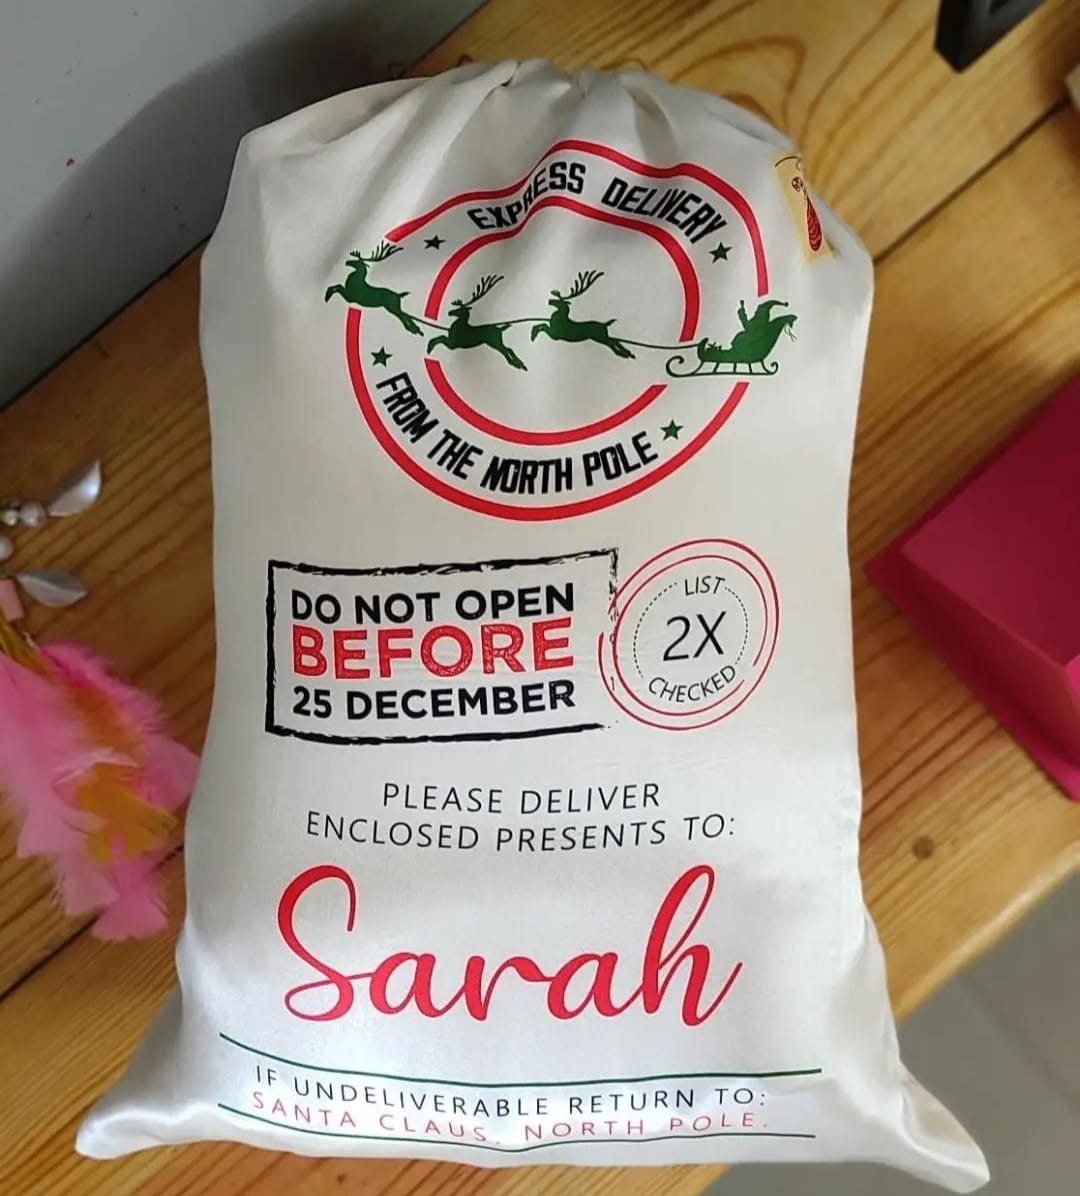 EXPRESS DELIVERY
FROM THE NORTH POLE
DO NOT OPEN
BEFORE
25 DECEMBER
LIST
2X
CHECKED
PLEASE DELIVER
ENCLOSED PRESENTS TO:
Sarah
IF UNDELIVERABLE RETURN TO:
SANTA CLAUS, NORTH POLE.